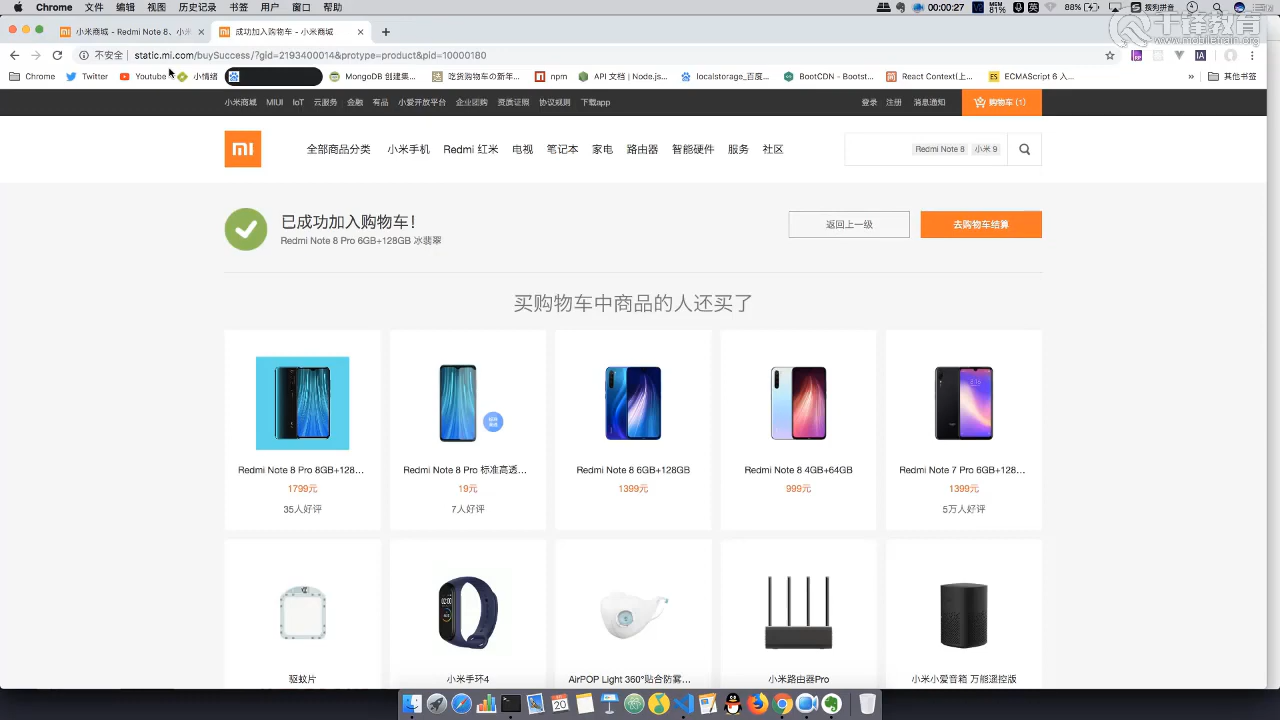 Chrome 文件 编辑 视图 历史记录 书签 用户 窗口 帮助 00:00:27 88% 搜狗拼音
千锋教育
www.mobiletrain.org
小米商城 - Redmi Note 8、小米
成功加入购物车 - 小米商城
不安全 | static.mi.com/buySuccess/?gid=2193400014&protype=product&pid=100
Chrome Twitter Youtube 小情绪 MongoDB 创建集... 吃货购物车の新年... npm API 文档 | Node.js... localstorage_百度... BootCDN - Bootst... React Context(上... ECMAScript 6 入... » 其他书签
小米商城 MIUI IoT 云服务 金融 有品 小爱开放平台 企业团购 资质证照 协议规则 下载app 登录 注册 消息通知 购物车 (1)
全部商品分类 小米手机 Redmi 红米 电视 笔记本 家电 路由器 智能硬件 服务 社区 Redmi Note 8 小米 9
已成功加入购物车！
Redmi Note 8 Pro 6GB+128GB 冰翡翠
返回上一级 去购物车结算
买购物车中商品的人还买了
Redmi Note 8 Pro 8GB+128... Redmi Note 8 Pro 标准高透... Redmi Note 8 6GB+128GB Redmi Note 8 4GB+64GB Redmi Note 7 Pro 6GB+128...
1799元 19元 1399元 999元 1399元
35人好评 7人好评 5万人好评
驱蚊片 小米手环4 AirPOP Light 360°贴合防雾... 小米路由器Pro 小米小爱音箱 万能遥控版